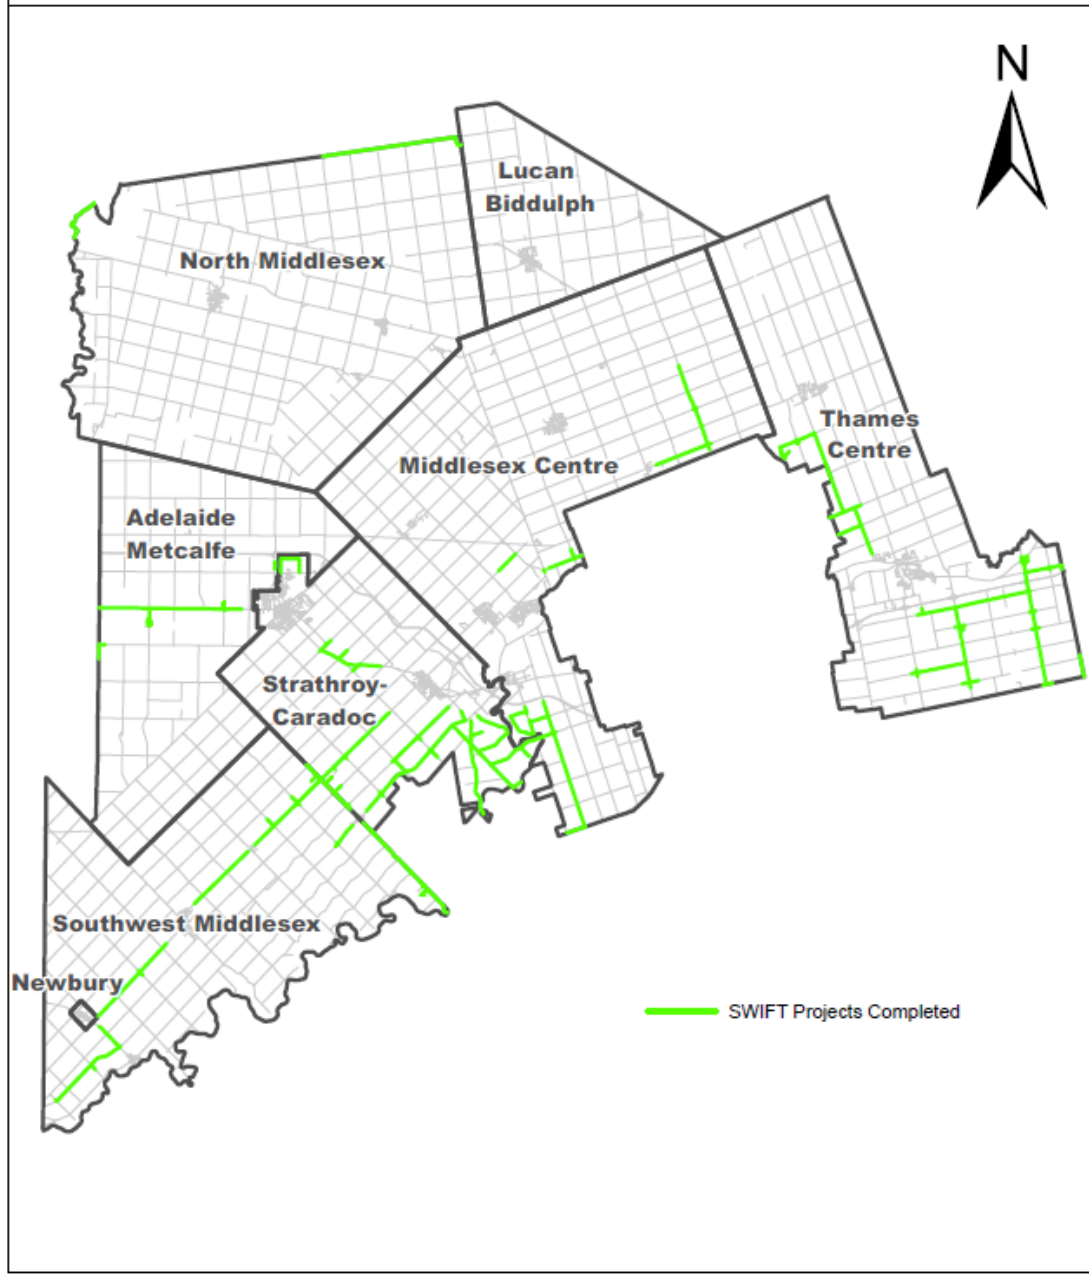 N
Lucan
Biddulph
North Middlesex
Thames
Centre
Middlesex Centre
Adelaide
Metcalfe
Strathroy-
Caradoc
Southwest Middlesex
Newbury
SWIFT Projects Completed